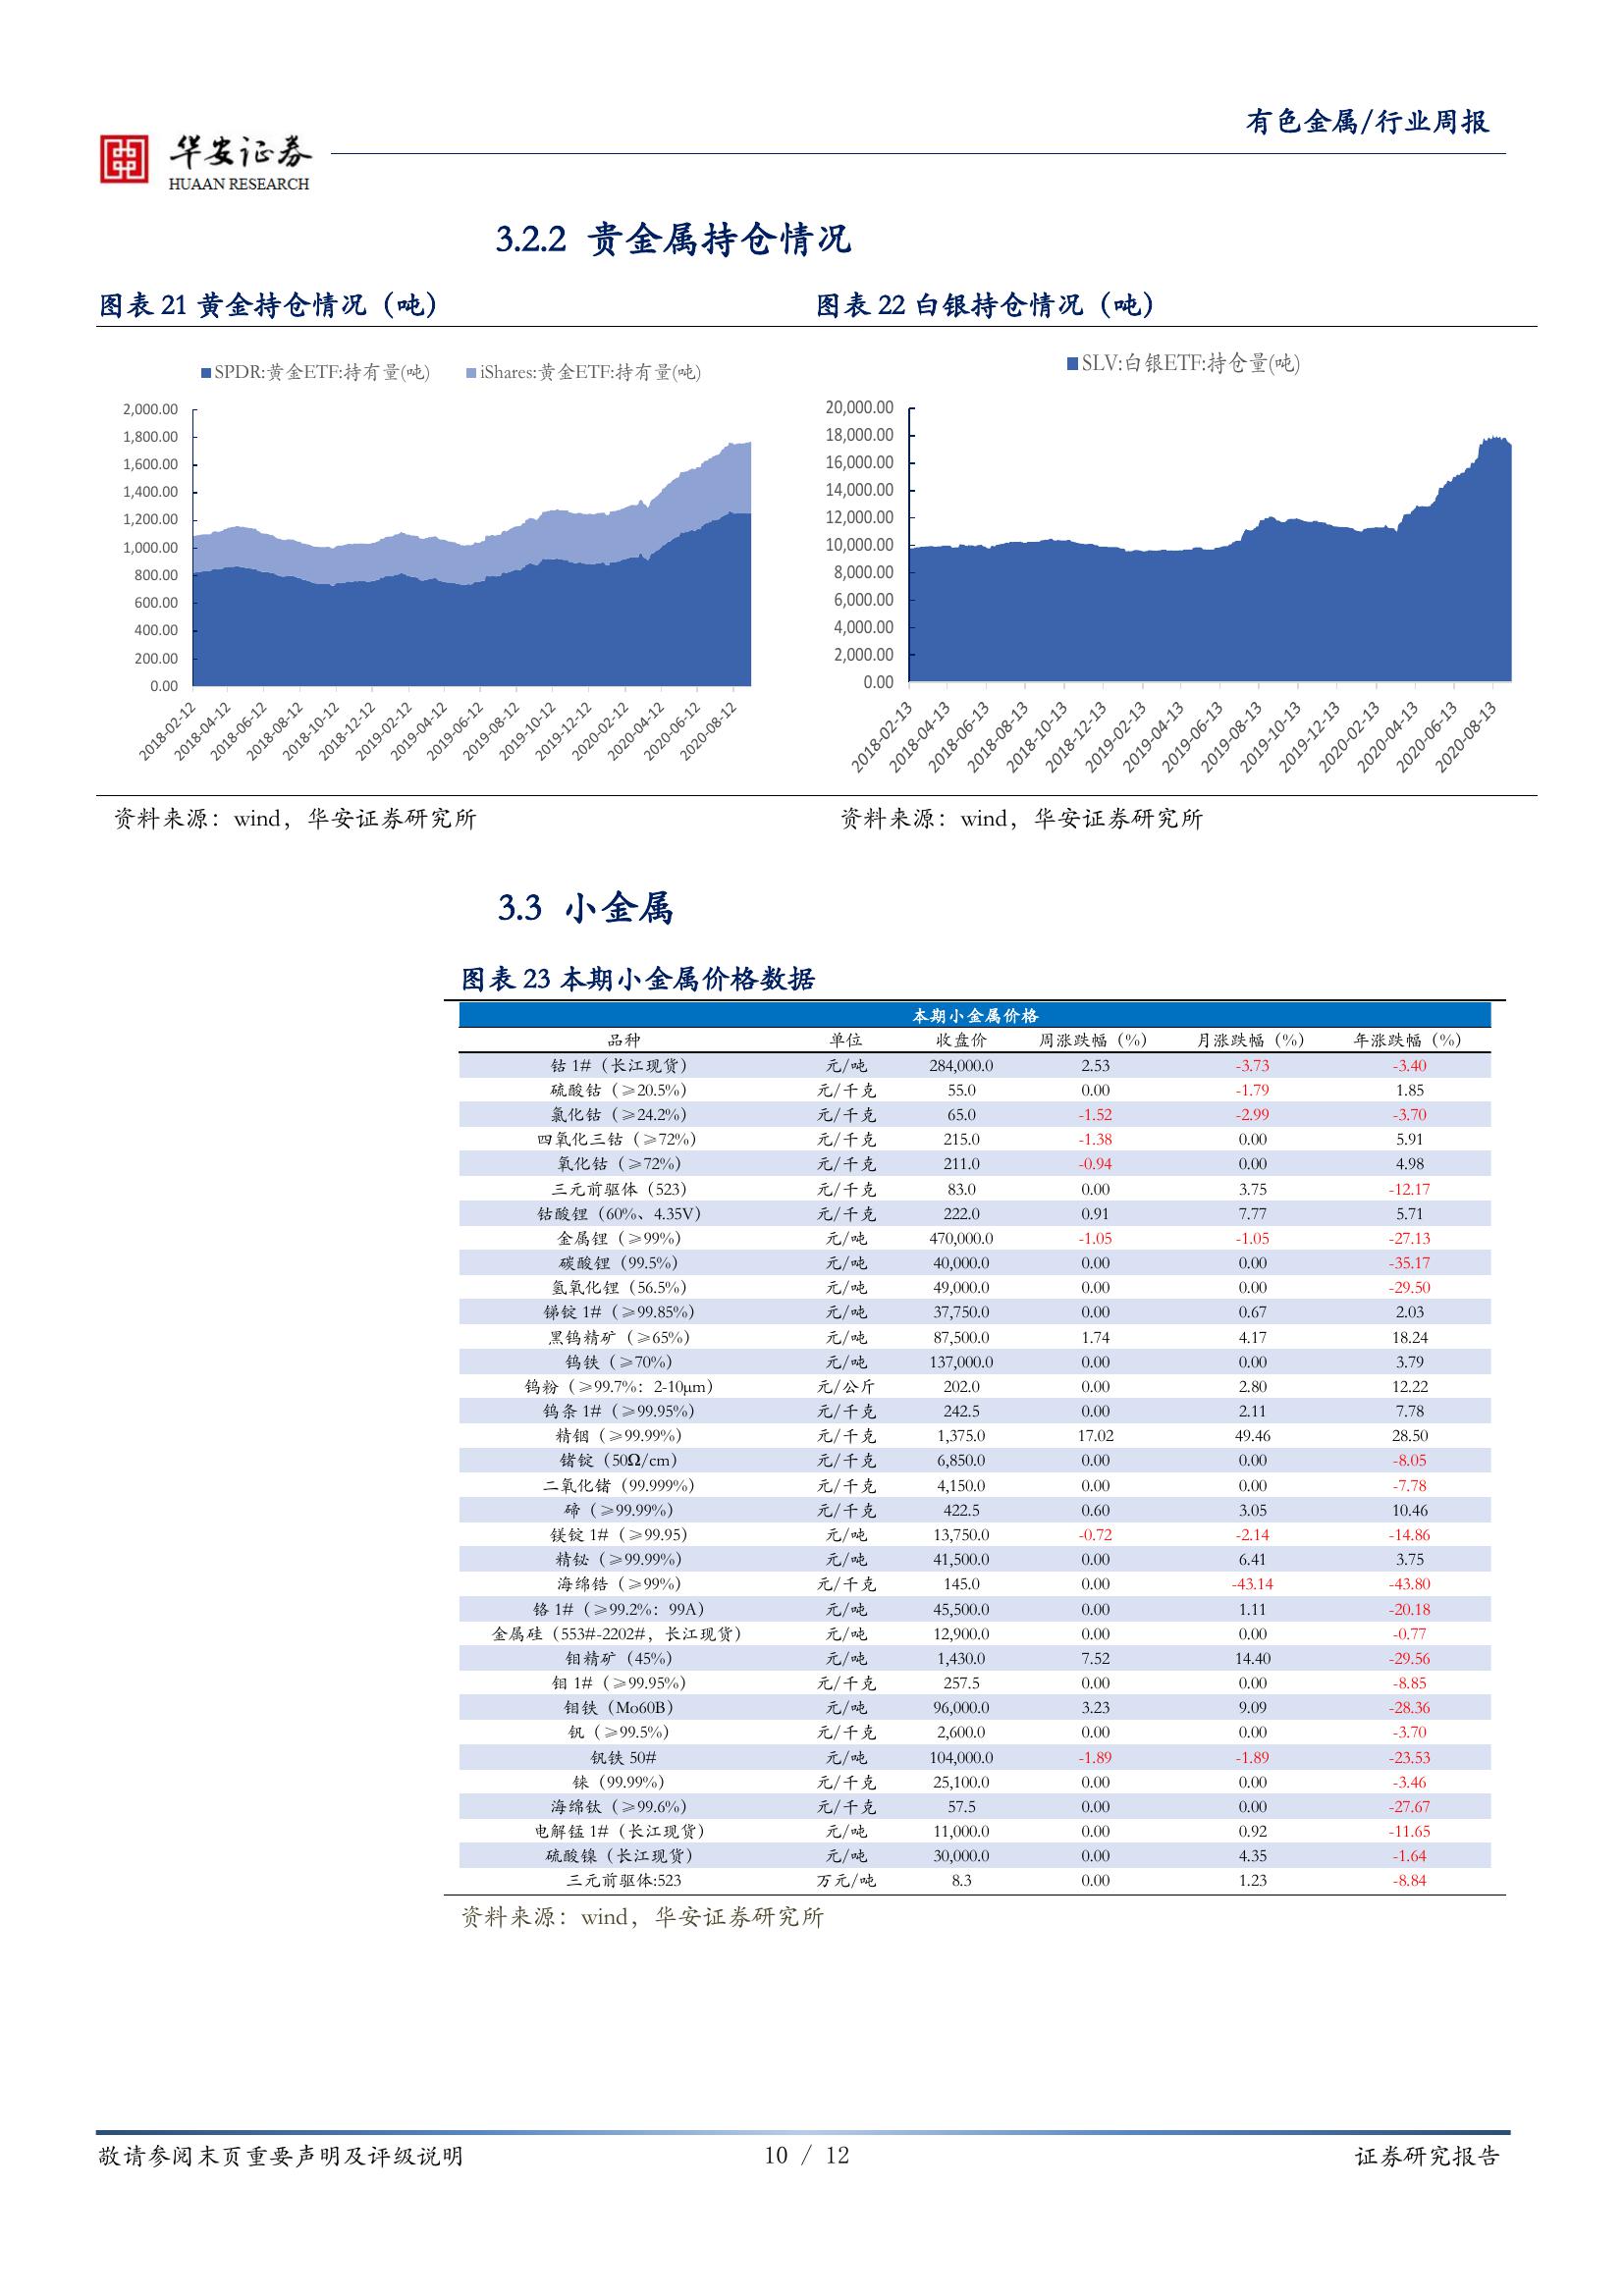 有色金属/行业周报
华安证券
HUAAN RESEARCH
3.2.2 贵金属持仓情况
图表 21 黄金持仓情况（吨）
SPDR:黄金ETF:持有量(吨) iShares:黄金ETF:持有量(吨)
2,000.00
1,800.00
1,600.00
1,400.00
1,200.00
1,000.00
800.00
600.00
400.00
200.00
0.00
2018-02-12 2018-04-12 2018-06-12 2018-08-12 2018-10-12 2018-12-12 2019-02-12 2019-04-12 2019-06-12 2019-08-12 2019-10-12 2019-12-12 2020-02-12 2020-04-12 2020-06-12 2020-08-12
资料来源：wind，华安证券研究所
图表 22 白银持仓情况（吨）
SLV:白银ETF:持仓量(吨)
20,000.00
18,000.00
16,000.00
14,000.00
12,000.00
10,000.00
8,000.00
6,000.00
4,000.00
2,000.00
0.00
2018-02-13 2018-04-13 2018-06-13 2018-08-13 2018-10-13 2018-12-13 2019-02-13 2019-04-13 2019-06-13 2019-08-13 2019-10-13 2019-12-13 2020-02-13 2020-04-13 2020-06-13 2020-08-13
资料来源：wind，华安证券研究所
3.3 小金属
图表 23 本期小金属价格数据
本期小金属价格
品种 单位 收盘价 周涨跌幅（%） 月涨跌幅（%） 年涨跌幅（%）
钴 1#（长江现货） 元/吨 284,000.0 2.53 -3.73 -3.40
硫酸钴（≥20.5%） 元/千克 55.0 0.00 -1.79 1.85
氯化钴（≥24.2%） 元/千克 65.0 -1.52 -2.99 -3.70
四氧化三钴（≥72%） 元/千克 215.0 -1.38 0.00 5.91
氧化钴（≥72%） 元/千克 211.0 -0.94 0.00 4.98
三元前驱体（523） 元/千克 83.0 0.00 3.75 -12.17
钴酸锂（60%、4.35V） 元/千克 222.0 0.91 7.77 5.71
金属锂（≥99%） 元/吨 470,000.0 -1.05 -1.05 -27.13
碳酸锂（99.5%） 元/吨 40,000.0 0.00 0.00 -35.17
氢氧化锂（56.5%） 元/吨 49,000.0 0.00 0.00 -29.50
锑锭 1#（≥99.85%） 元/吨 37,750.0 0.00 0.67 2.03
黑钨精矿（≥65%） 元/吨 87,500.0 1.74 4.17 18.24
钨铁（≥70%） 元/吨 137,000.0 0.00 0.00 3.79
钨粉（≥99.7%：2-10μm） 元/公斤 202.0 0.00 2.80 12.22
钨条 1#（≥99.95%） 元/千克 242.5 0.00 2.11 7.78
精铟（≥99.99%） 元/千克 1,375.0 17.02 49.46 28.50
锗锭（50Ω/cm） 元/千克 6,850.0 0.00 0.00 -8.05
二氧化锗（99.999%） 元/千克 4,150.0 0.00 0.00 -7.78
碲（≥99.99%） 元/千克 422.5 0.60 3.05 10.46
镁锭 1#（≥99.95） 元/吨 13,750.0 -0.72 -2.14 -14.86
精铋（≥99.99%） 元/吨 41,500.0 0.00 6.41 3.75
海绵锆（≥99%） 元/千克 145.0 0.00 -43.14 -43.80
铬 1#（≥99.2%：99A） 元/吨 45,500.0 0.00 1.11 -20.18
金属硅（553#-2202#，长江现货） 元/吨 12,900.0 0.00 0.00 -0.77
钼精矿（45%） 元/吨 1,430.0 7.52 14.40 -29.56
钼 1#（≥99.95%） 元/千克 257.5 0.00 0.00 -8.85
钼铁（Mo60B） 元/吨 96,000.0 3.23 9.09 -28.36
钒（≥99.5%） 元/千克 2,600.0 0.00 0.00 -3.70
钒铁 50# 元/吨 104,000.0 -1.89 -1.89 -23.53
铼（99.99%） 元/千克 25,100.0 0.00 0.00 -3.46
海绵钛（≥99.6%） 元/千克 57.5 0.00 0.00 -27.67
电解锰 1#（长江现货） 元/吨 11,000.0 0.00 0.92 -11.65
硫酸镍（长江现货） 元/吨 30,000.0 0.00 4.35 -1.64
三元前驱体:523 万元/吨 8.3 0.00 1.23 -8.84
资料来源：wind，华安证券研究所
敬请参阅末页重要声明及评级说明 10 / 12 证券研究报告